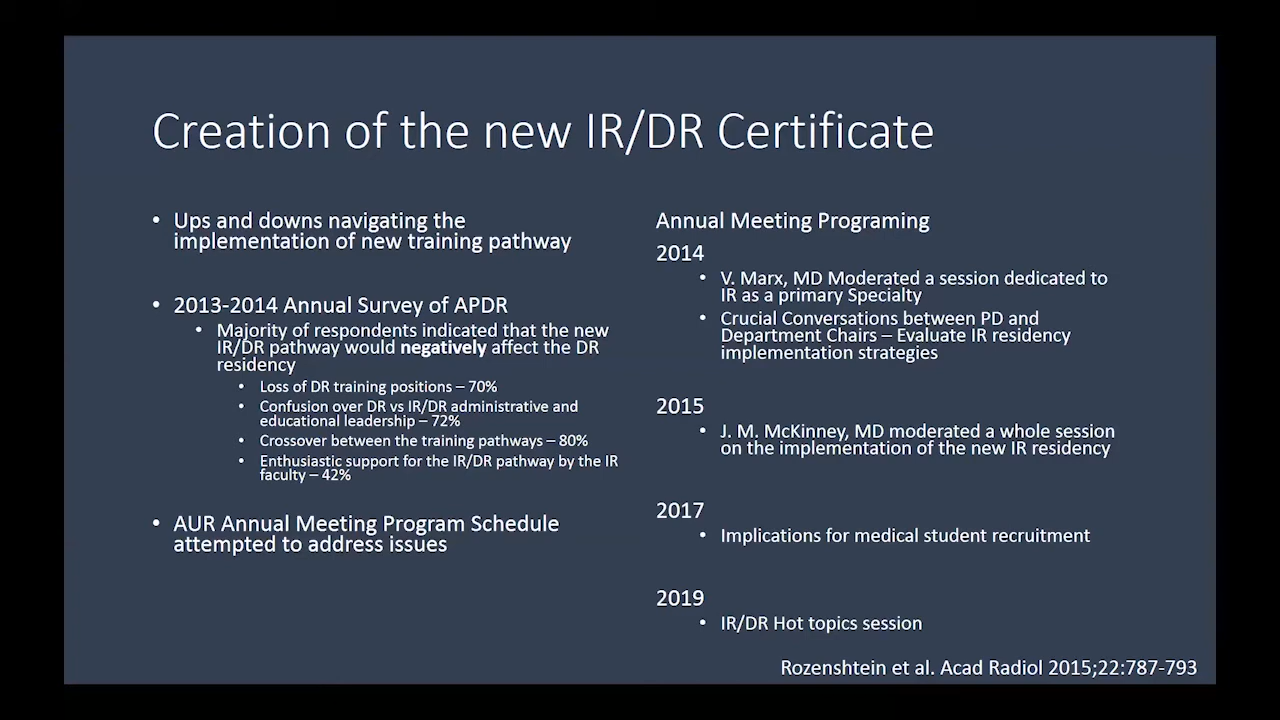 Creation of the new IR/DR Certificate
• Ups and downs navigating the
implementation of new training pathway
• 2013-2014 Annual Survey of APDR
• Majority of respondents indicated that the new
IR/DR pathway would negatively affect the DR
residency
• Loss of DR training positions – 70%
• Confusion over DR vs IR/DR administrative and
educational leadership – 72%
• Crossover between the training pathways – 80%
• Enthusiastic support for the IR/DR pathway by the IR
faculty – 42%
• AUR Annual Meeting Program Schedule
attempted to address issues
Annual Meeting Programing
2014
• V. Marx, MD Moderated a session dedicated to
IR as a primary Specialty
• Crucial Conversations between PD and
Department Chairs – Evaluate IR residency
implementation strategies
2015
• J. M. McKinney, MD moderated a whole session
on the implementation of the new IR residency
2017
• Implications for medical student recruitment
2019
• IR/DR Hot topics session
Rozenshtein et al. Acad Radiol 2015;22:787-793